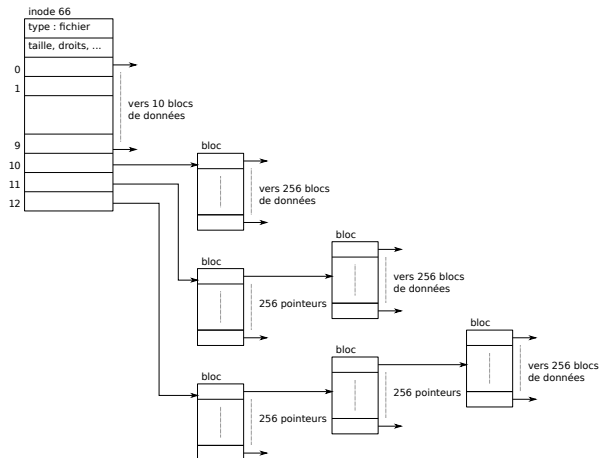 inode 66
type : fichier
taille, droits, ...
0
1
vers 10 blocs
de données
9
10
11
12
bloc
vers 256 blocs
de données
bloc
256 pointeurs
bloc
vers 256 blocs
de données
bloc
256 pointeurs
bloc
256 pointeurs
bloc
vers 256 blocs
de données